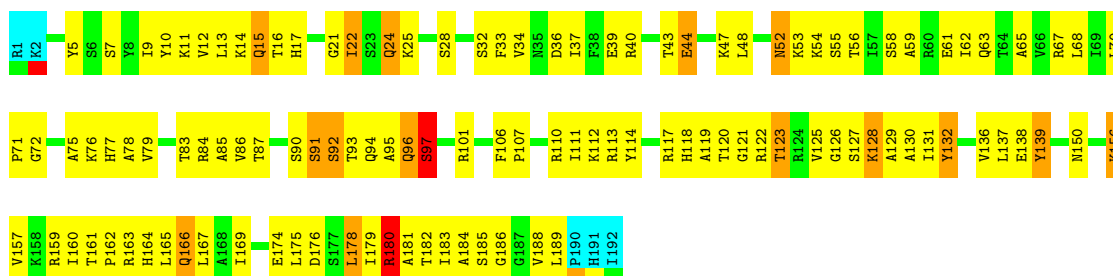 R1 K2 Y5 S6 S7 Y8 I9 Y10 K11 V12 L13 K14 Q15 T16 H17 G21 I22 S23 Q24 K25 S28 S32 F33 V34 N35 D36 I37 F38 E39 R40 T43 E44 K47 L48 N52 K53 K54 S55 T56 I57 S58 A59 R60 E61 I62 Q63 T64 A65 V66 R67 L68 I69
P71 G72 A75 K76 H77 A78 V79 T83 R84 A85 V86 T87 S90 S91 S92 T93 Q94 A95 Q96 S97 R101 F106 P107 R110 I111 K112 R113 Y114 R117 H118 A119 T120 G121 R122 T123 R124 V125 G126 S127 K128 A129 A130 I131 Y132 V136 L137 E138 Y139 N150
V157 K158 R159 I160 T161 P162 R163 H164 L165 Q166 L167 A168 I169 E174 L175 D176 S177 L178 I179 R180 A181 T182 I183 A184 S185 G186 G187 V188 L189 P190 H191 I192